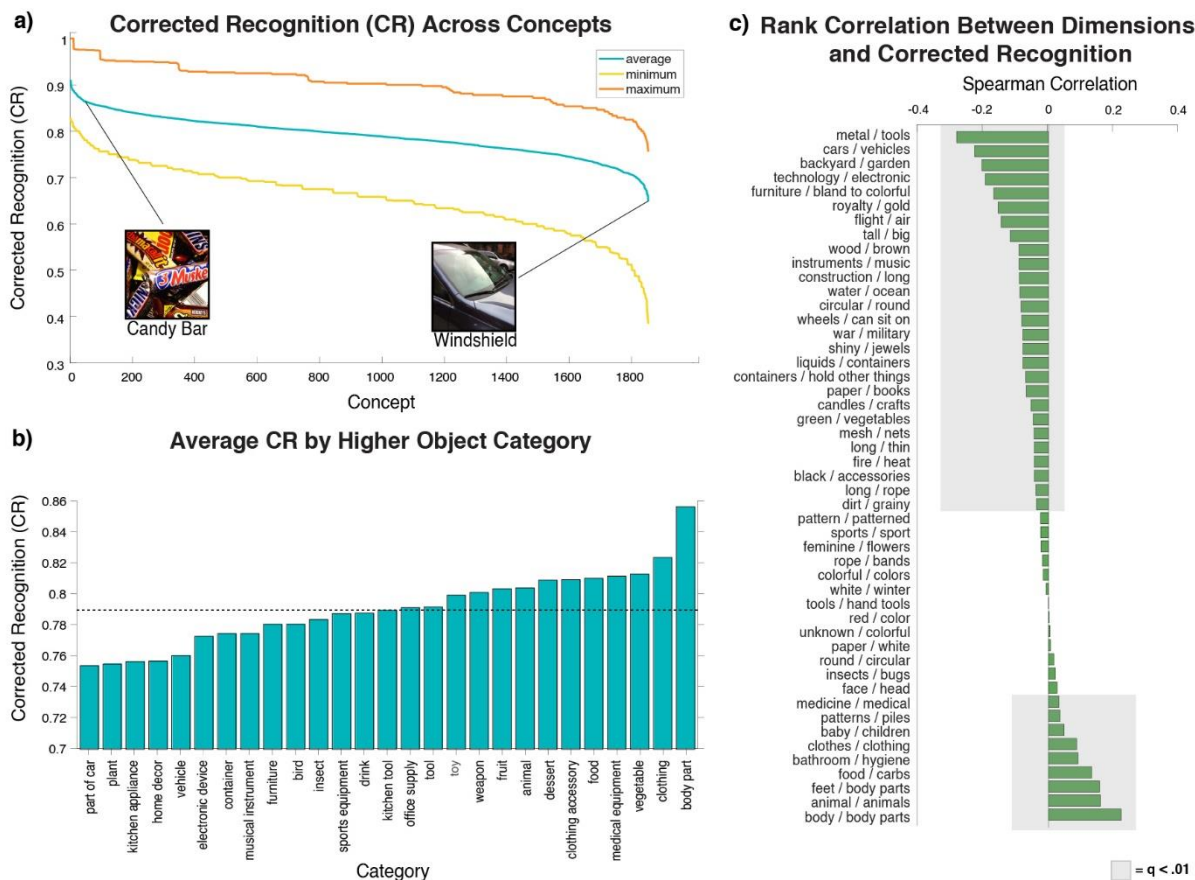 a) Corrected Recognition (CR) Across Concepts
1
0.9
0.8
0.7
0.6
0.5
0.4
0.3
Corrected Recognition (CR)
average
minimum
maximum
Candy Bar
Windshield
0 200 400 600 800 1000 1200 1400 1600 1800
Concept
b) Average CR by Higher Object Category
0.86
0.84
0.82
0.8
0.78
0.76
0.74
0.72
0.7
Corrected Recognition (CR)
part of car
plant
kitchen appliance
home decor
vehicle
electronic device
container
musical instrument
furniture
bird
insect
sports equipment
drink
kitchen tool
office supply
tool
toy
weapon
fruit
animal
dessert
clothing accessory
food
medical equipment
vegetable
clothing
body part
Category
c) Rank Correlation Between Dimensions
and Corrected Recognition
Spearman Correlation
-0.4 -0.2 0 0.2 0.4
metal / tools
cars / vehicles
backyard / garden
technology / electronic
furniture / bland to colorful
royalty / gold
flight / air
tall / big
wood / brown
instruments / music
construction / long
water / ocean
circular / round
wheels / can sit on
war / military
shiny / jewels
liquids / containers
containers / hold other things
paper / books
candles / crafts
green / vegetables
mesh / nets
long / thin
fire / heat
black / accessories
long / rope
dirt / grainy
pattern / patterned
sports / sport
feminine / flowers
rope / bands
colorful / colors
white / winter
tools / hand tools
red / color
unknown / colorful
paper / white
round / circular
insects / bugs
face / head
medicine / medical
patterns / piles
baby / children
clothes / clothing
bathroom / hygiene
food / carbs
feet / body parts
animal / animals
body / body parts
= q < .01